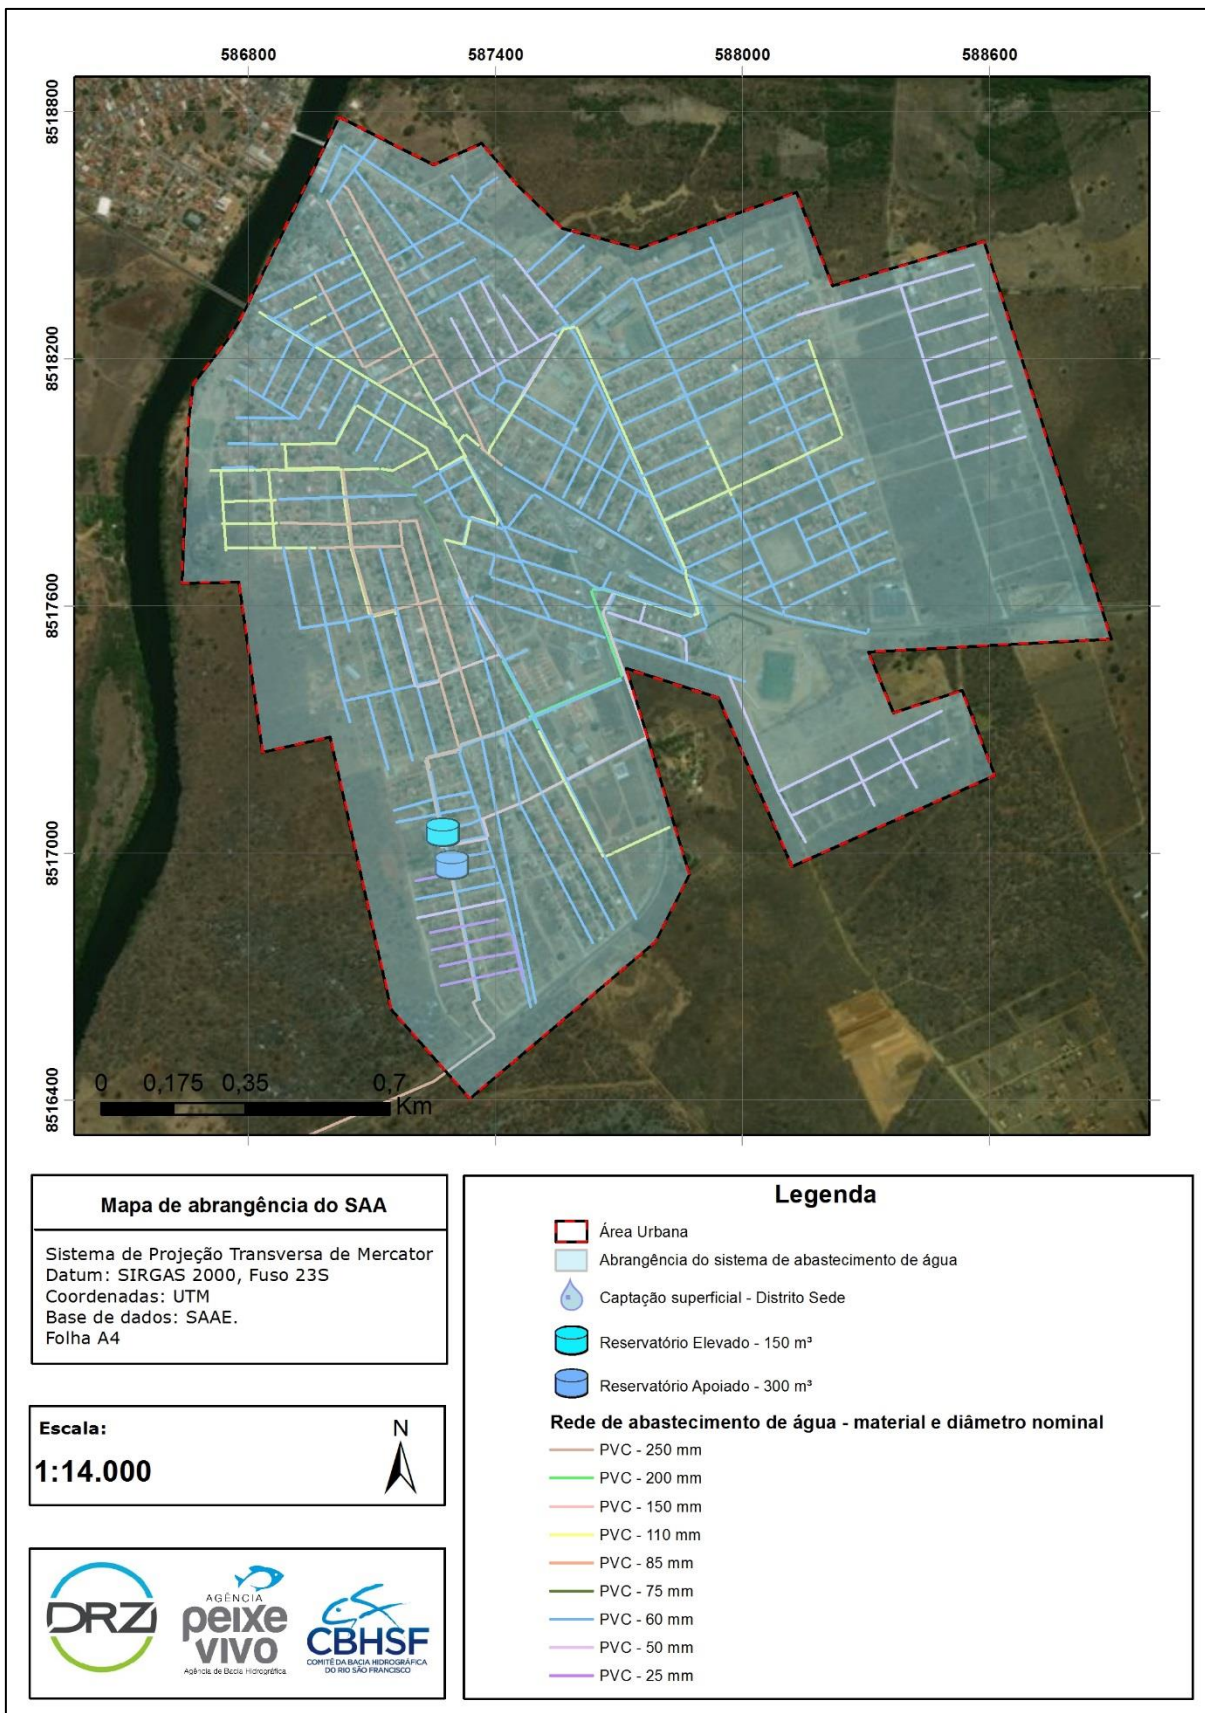 586800 587400 588000 588600
8518800
8518200
8517600
8517000
8516400
0 0,175 0,35 0,7
Km
Mapa de abrangência do SAA
Sistema de Projeção Transversa de Mercator
Datum: SIRGAS 2000, Fuso 23S
Coordenadas: UTM
Base de dados: SAAE.
Folha A4
Escala:
1:14.000
N
DRZ
AGÊNCIA
peixe
vivo
Agência de Bacia Hidrográfica
CBHSF
COMITÊ DA BACIA HIDROGRÁFICA
DO RIO SÃO FRANCISCO
Legenda
Área Urbana
Abrangência do sistema de abastecimento de água
Captação superficial - Distrito Sede
Reservatório Elevado - 150 m³
Reservatório Apoiado - 300 m³
Rede de abastecimento de água - material e diâmetro nominal
PVC - 250 mm
PVC - 200 mm
PVC - 150 mm
PVC - 110 mm
PVC - 85 mm
PVC - 75 mm
PVC - 60 mm
PVC - 50 mm
PVC - 25 mm